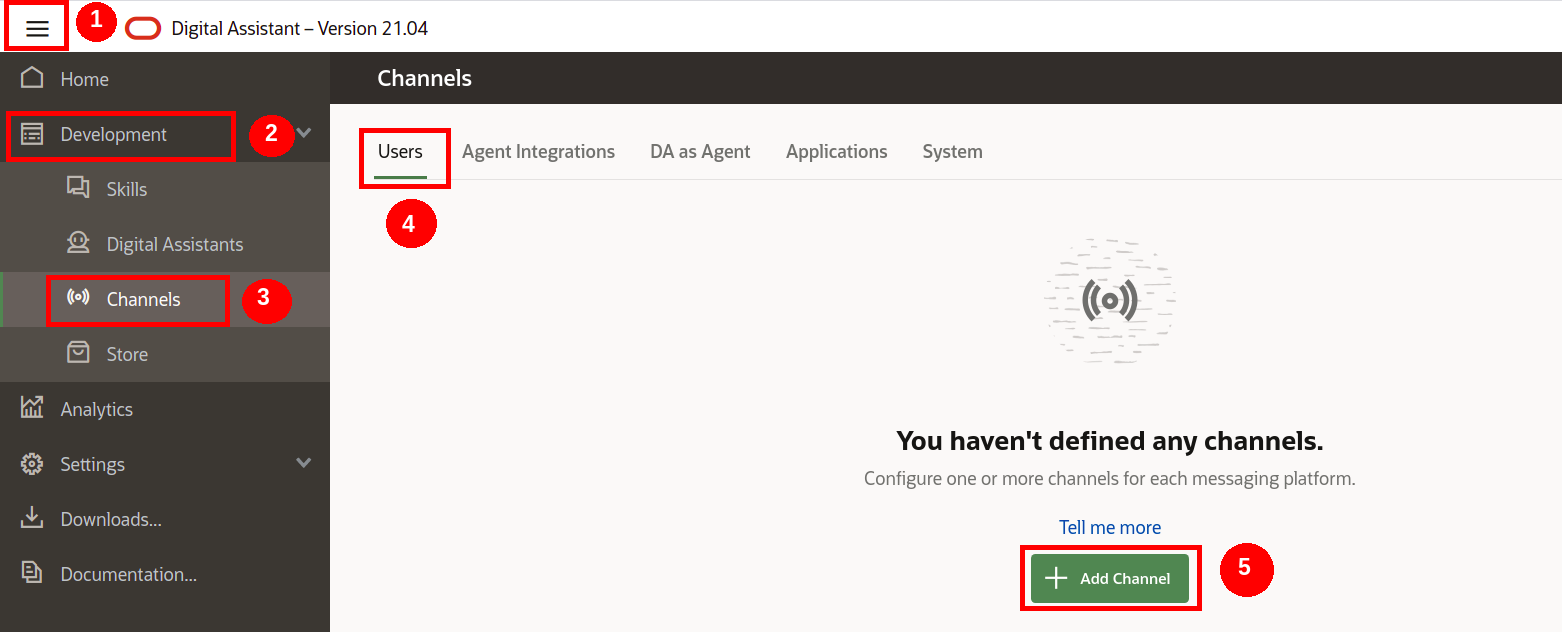 1
Digital Assistant – Version 21.04
Home
Development
2
Skills
Digital Assistants
Channels
3
Store
Analytics
Settings
Downloads...
Documentation...
Channels
Users Agent Integrations DA as Agent Applications System
4
You haven't defined any channels.
Configure one or more channels for each messaging platform.
Tell me more
Add Channel
5